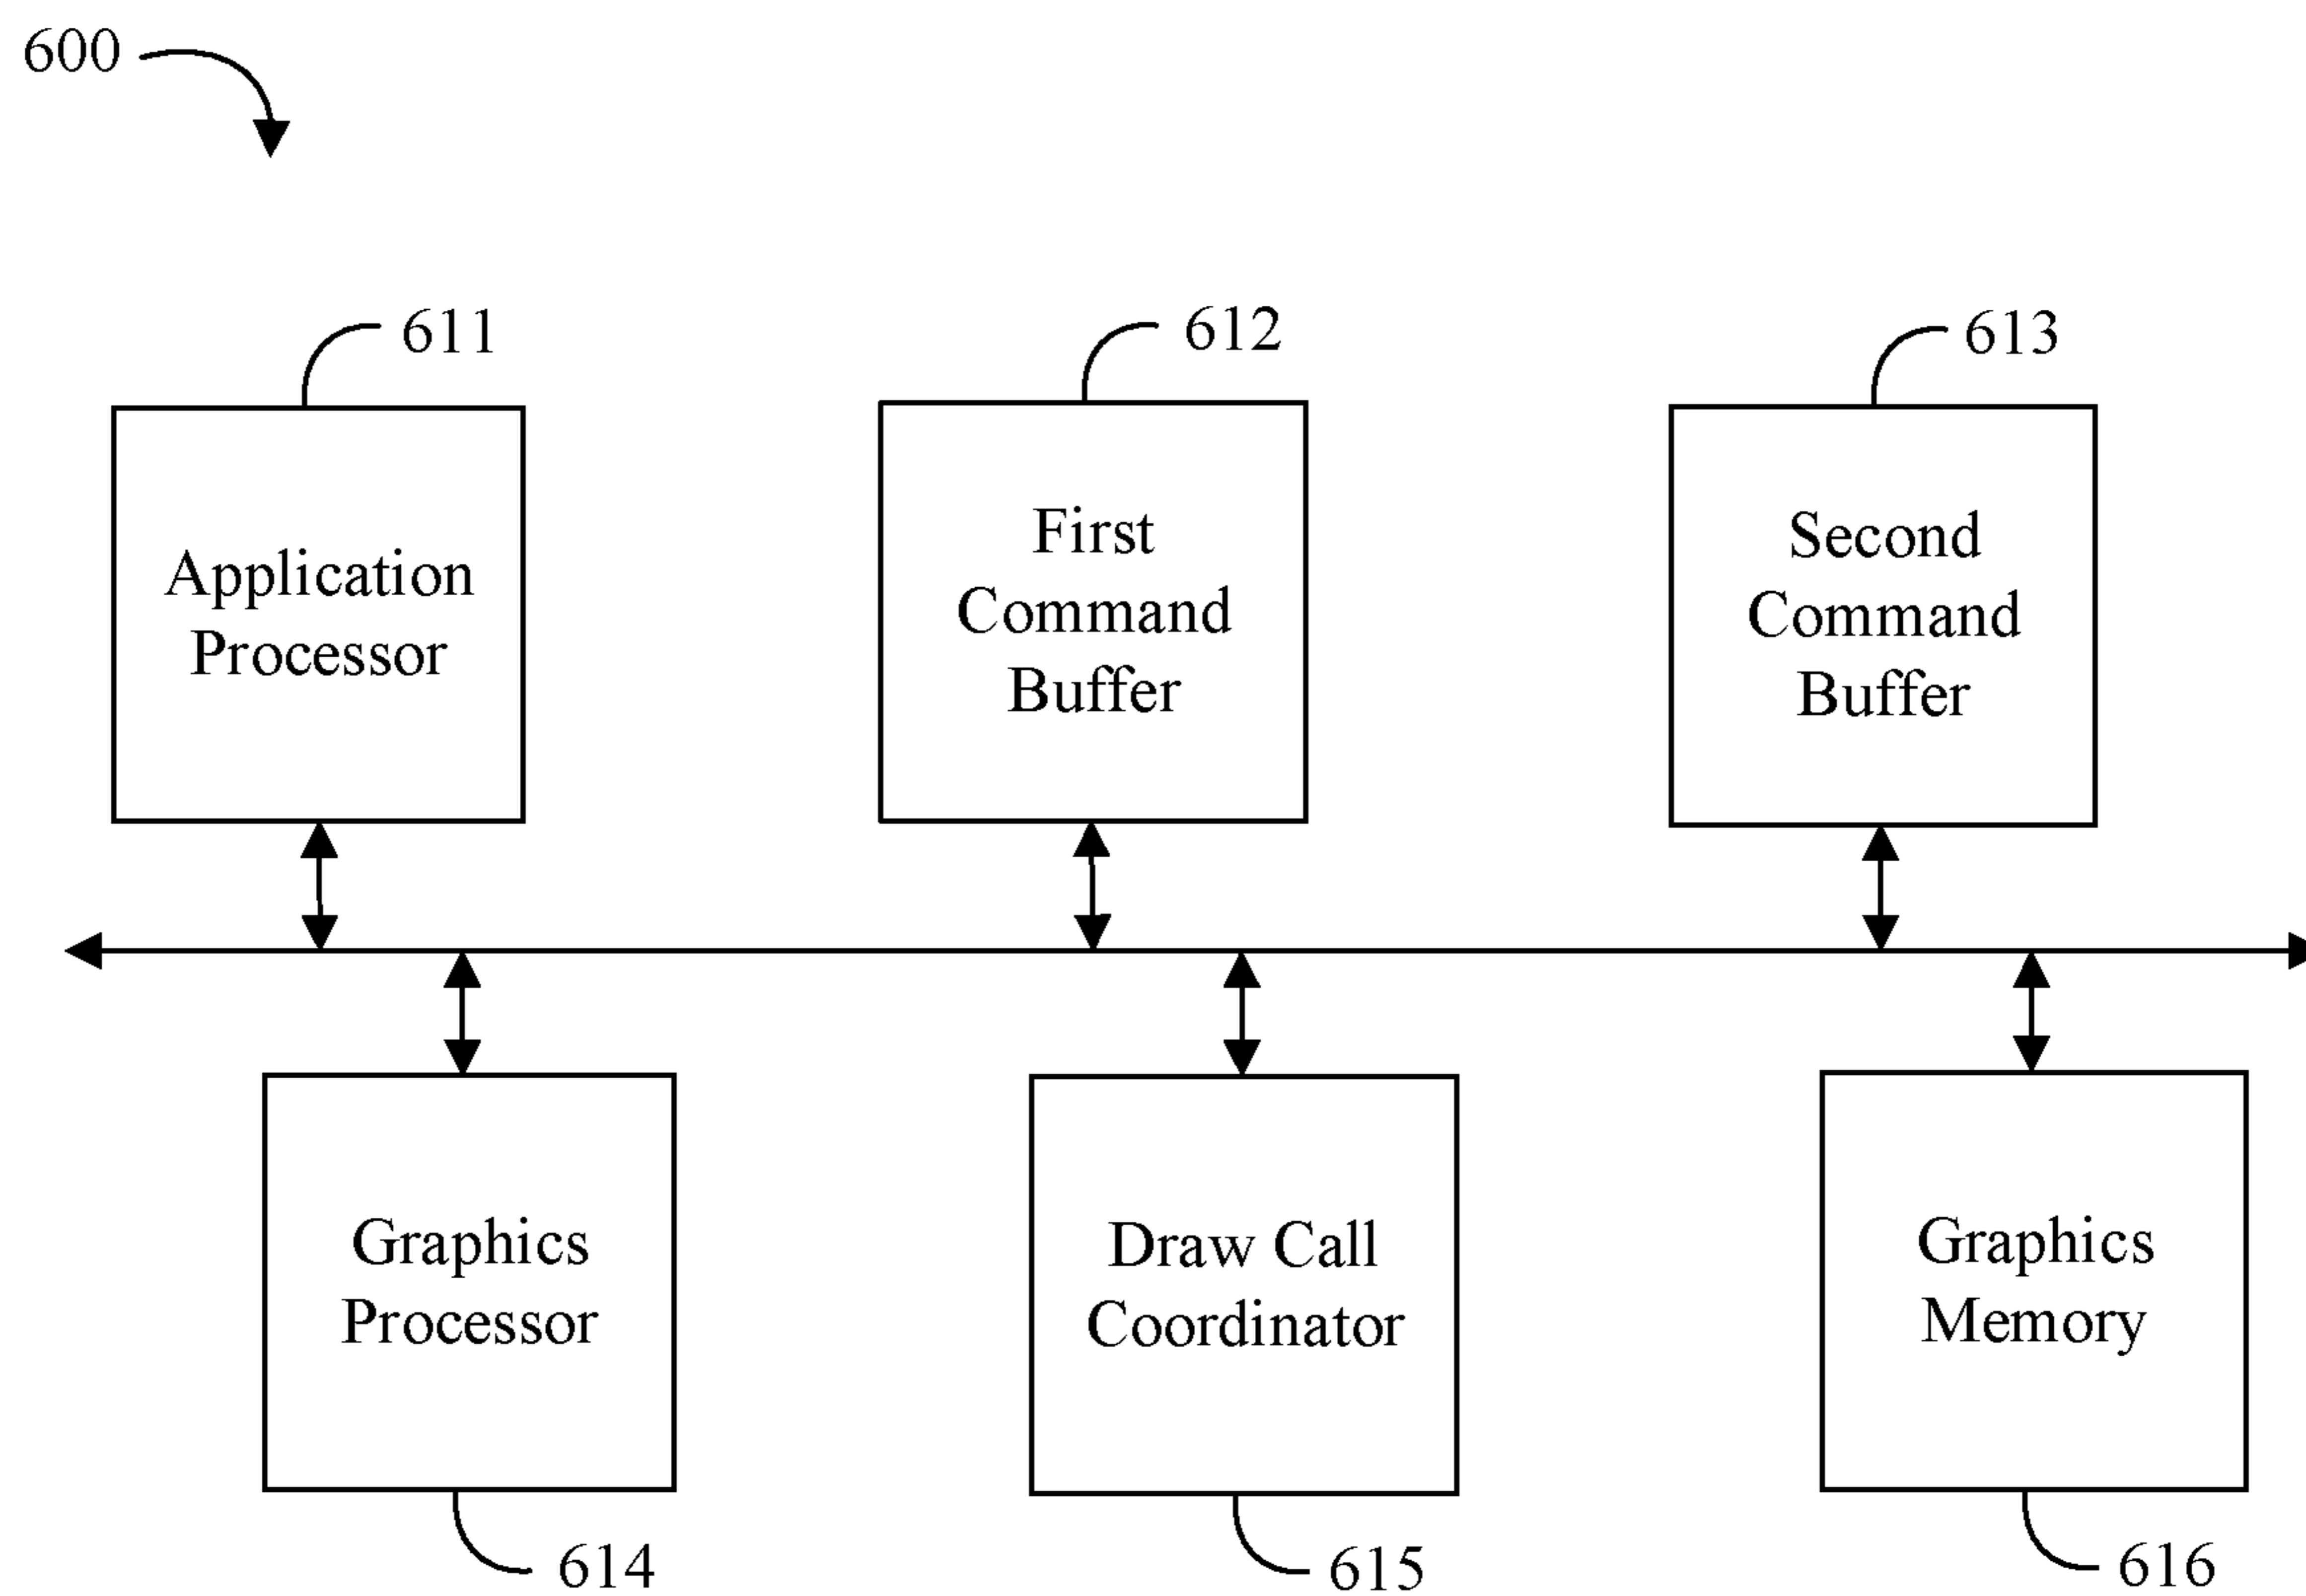 600
611
612
613
Application
Processor
First
Command
Buffer
Second
Command
Buffer
Graphics
Processor
Draw Call
Coordinator
Graphics
Memory
614
615
616